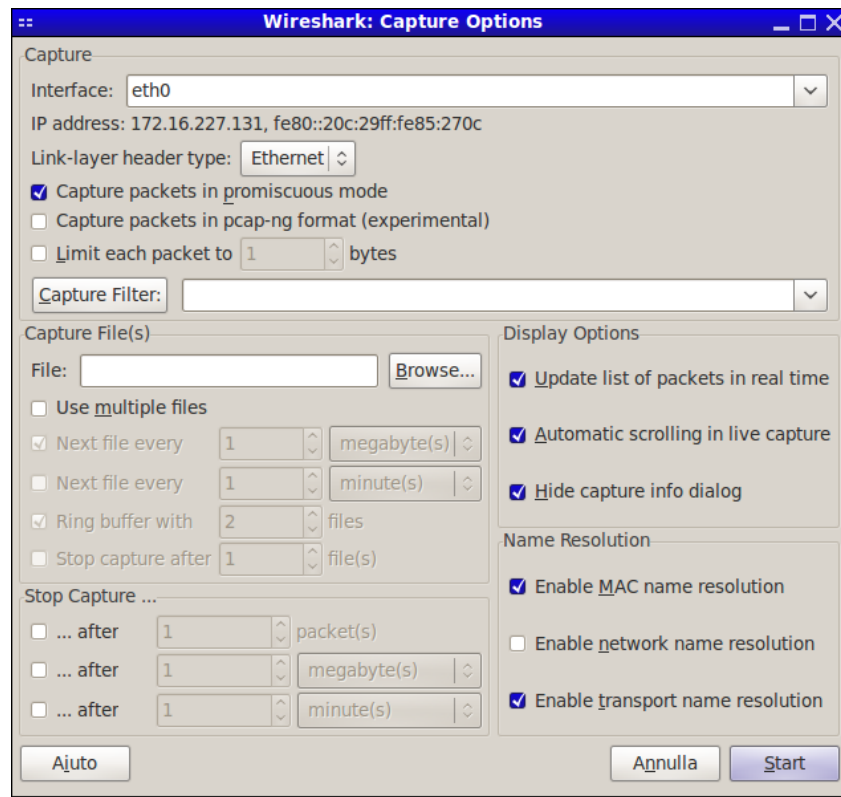 Wireshark: Capture Options
Capture
Interface: eth0
IP address: 172.16.227.131, fe80::20c:29ff:fe85:270c
Link-layer header type: Ethernet
Capture packets in promiscuous mode
Capture packets in pcap-ng format (experimental)
Limit each packet to 1 bytes
Capture Filter:
Capture File(s)
File: Browse...
Use multiple files
Next file every 1 megabyte(s)
Next file every 1 minute(s)
Ring buffer with 2 files
Stop capture after 1 file(s)
Stop Capture ...
... after 1 packet(s)
... after 1 megabyte(s)
... after 1 minute(s)
Display Options
Update list of packets in real time
Automatic scrolling in live capture
Hide capture info dialog
Name Resolution
Enable MAC name resolution
Enable network name resolution
Enable transport name resolution
Aiuto Annulla Start